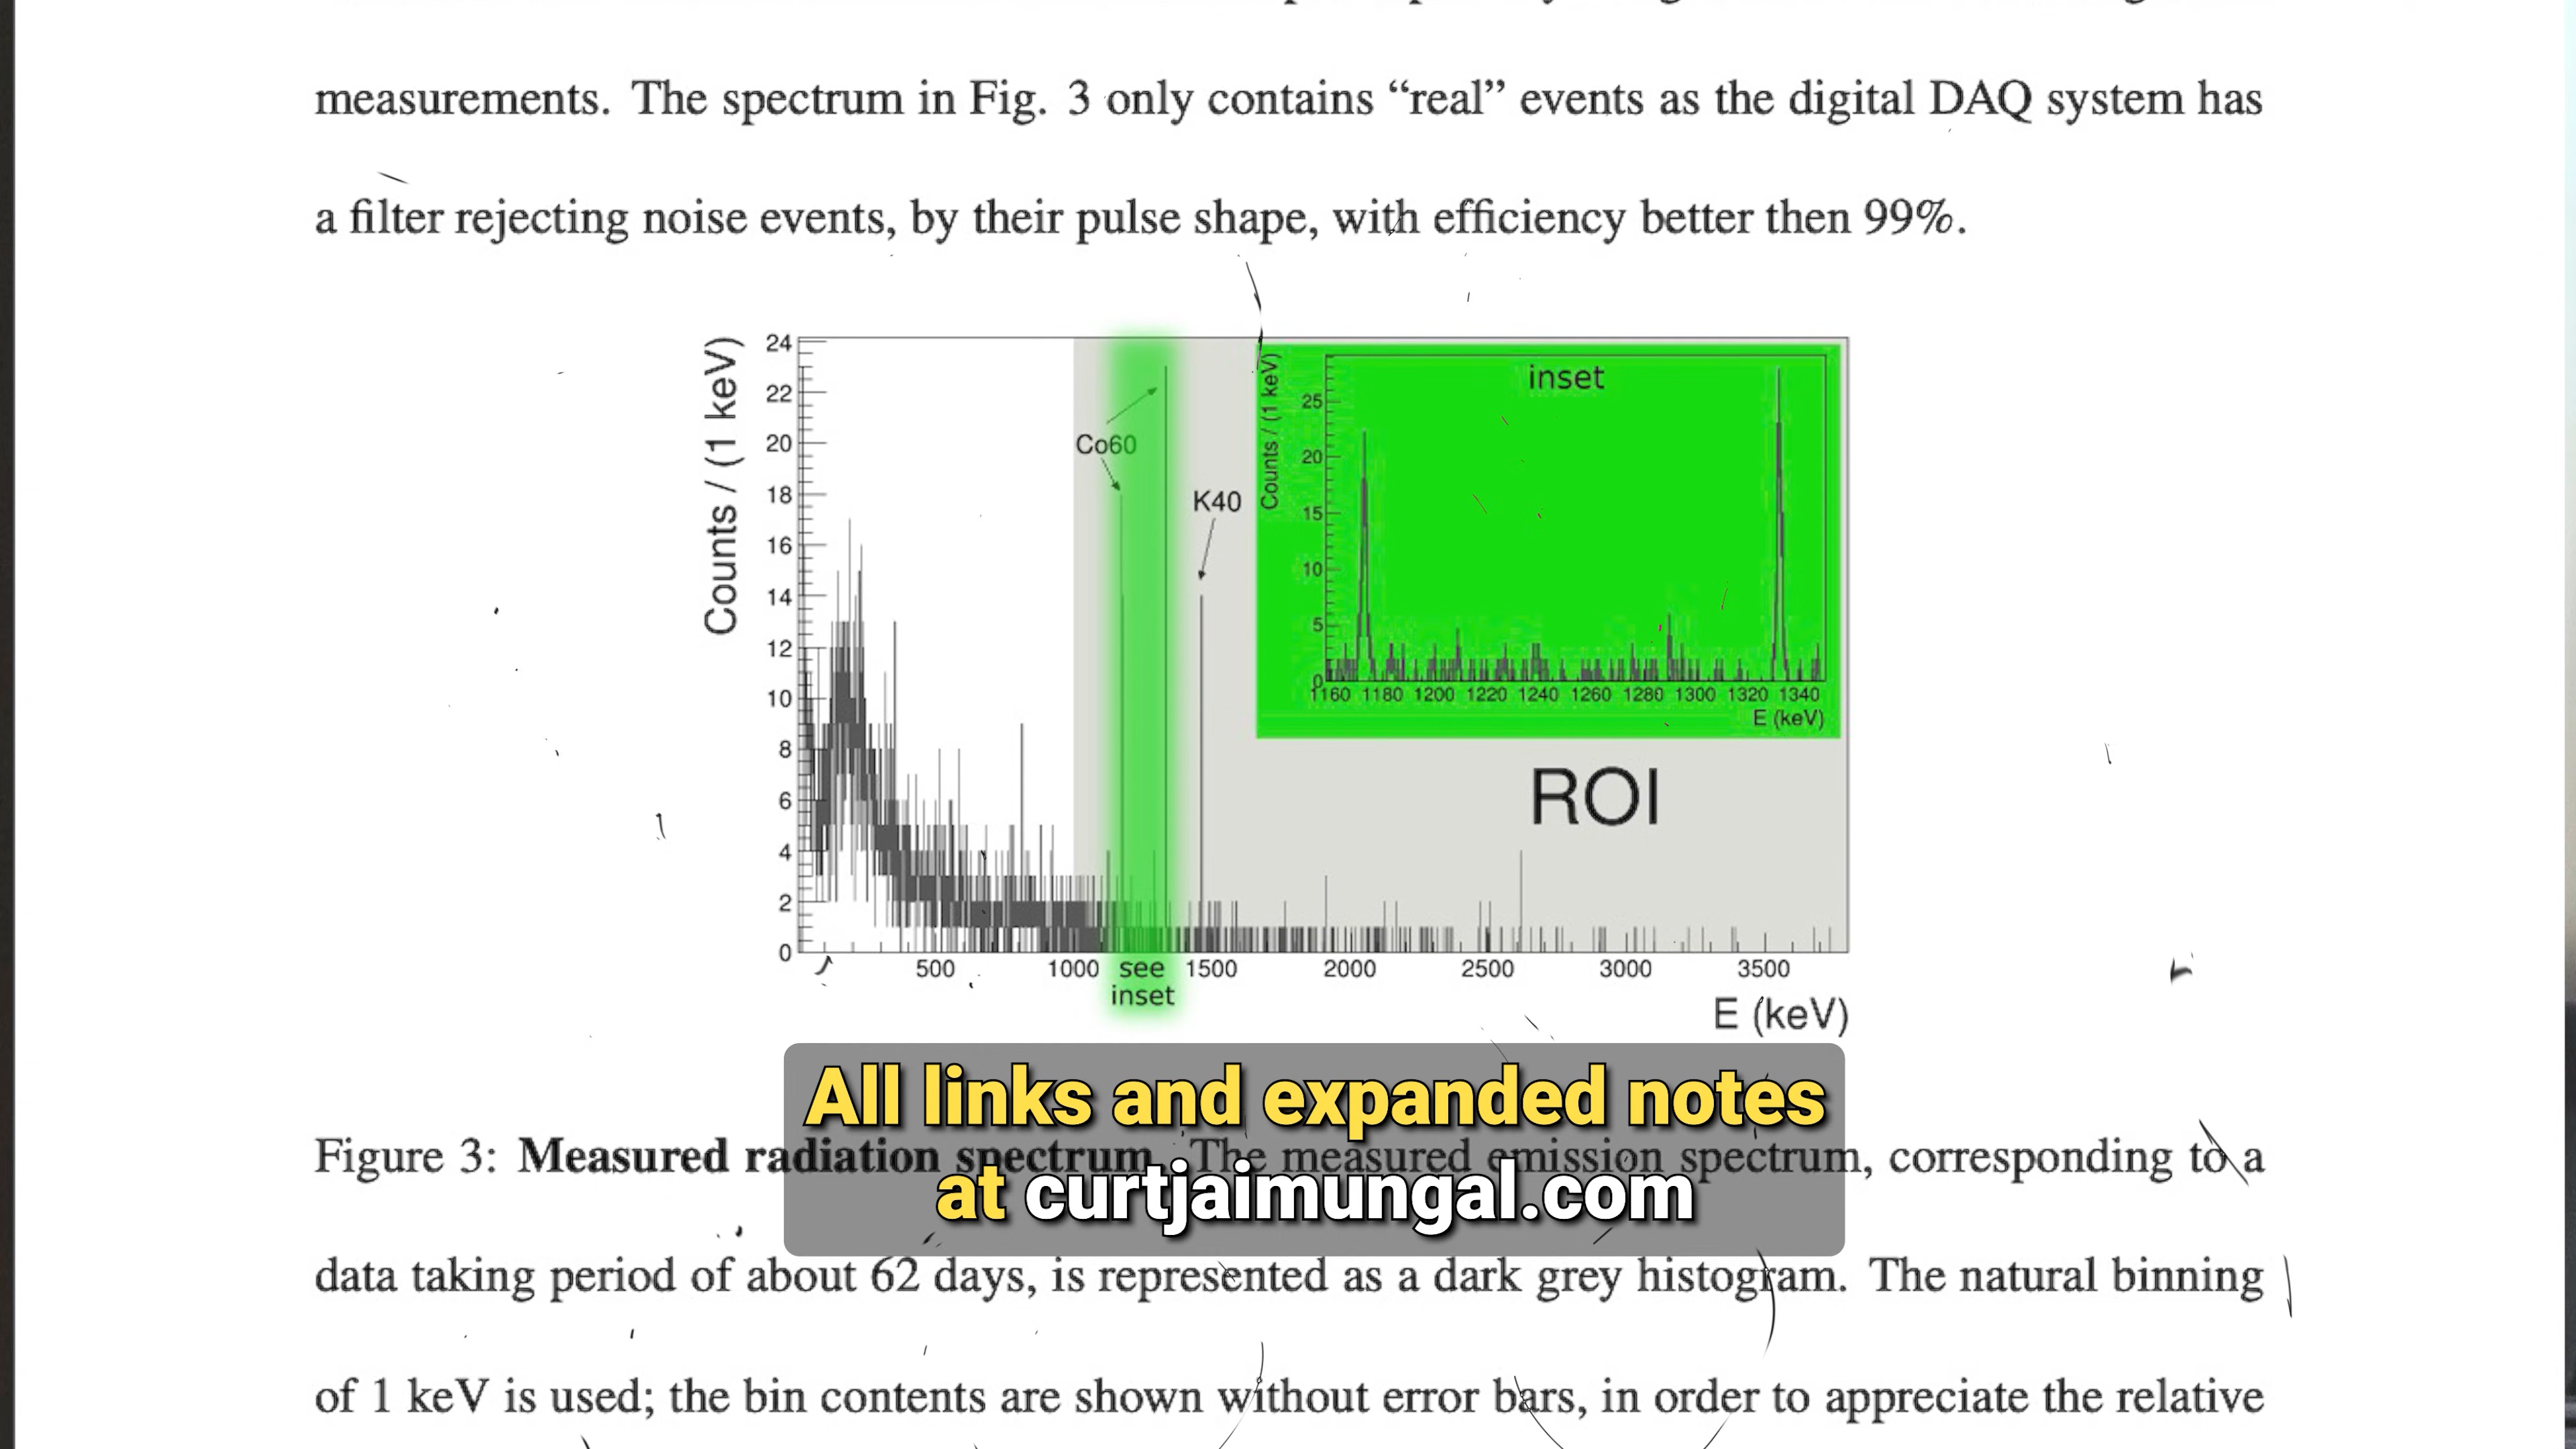 measurements. The spectrum in Fig. 3 only contains “real” events as the digital DAQ system has
a filter rejecting noise events, by their pulse shape, with efficiency better then 99%.
Counts / (1 keV)
24
22
20
18
16
14
12
10
8
6
4
2
0
Co60
K40
Counts / (1 keV)
inset
25
20
15
10
5
0
1160 1180 1200 1220 1240 1260 1280 1300 1320 1340
E (keV)
ROI
500 1000 see 1500 2000 2500 3000 3500
inset
E (keV)
All links and expanded notes
at curtjaimungal.com
Figure 3: Measured radiation spectrum. The measured emission spectrum, corresponding to a
data taking period of about 62 days, is represented as a dark grey histogram. The natural binning
of 1 keV is used; the bin contents are shown without error bars, in order to appreciate the relative